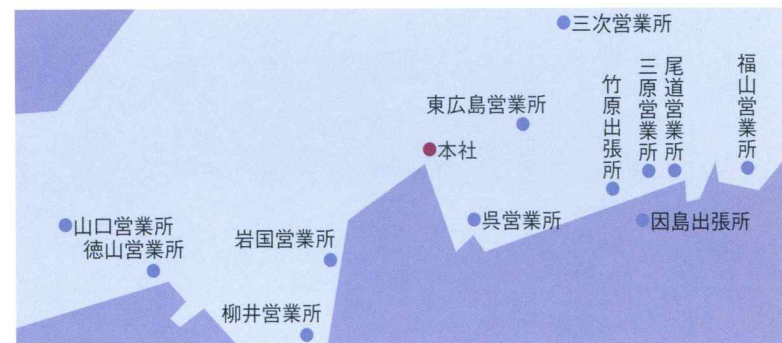 三次営業所
東広島営業所
本社
竹原出張所
三原営業所
尾道営業所
福山営業所
山口営業所
徳山営業所
岩国営業所
呉営業所
因島出張所
柳井営業所